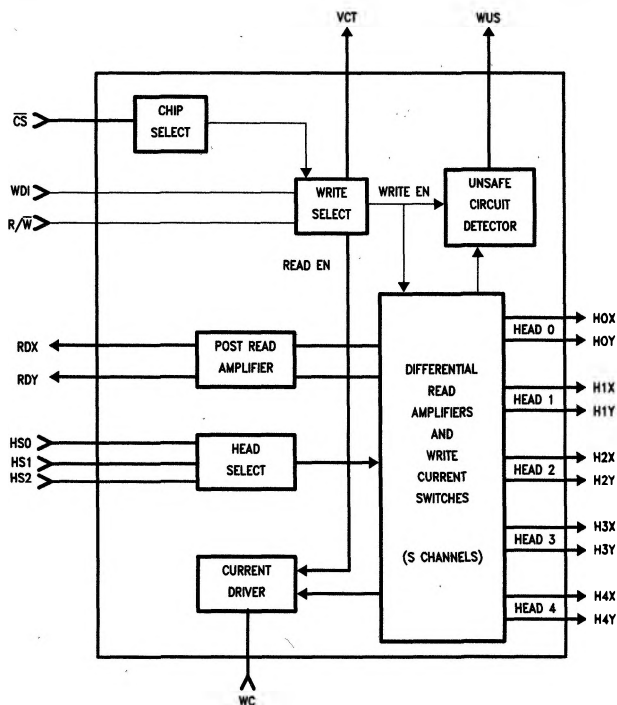 VCT
WUS
CS
CHIP
SELECT
WDI
R/W
WRITE
SELECT
WRITE EN
UNSAFE
CIRCUIT
DETECTOR
READ EN
RDX
RDY
POST READ
AMPLIFIER
HS0
HS1
HS2
HEAD
SELECT
DIFFERENTIAL
READ
AMPLIFIERS
AND
WRITE
CURRENT
SWITCHES
(S CHANNELS)
CURRENT
DRIVER
WC
HEAD 0
H0X
H0Y
HEAD 1
H1X
H1Y
HEAD 2
H2X
H2Y
HEAD 3
H3X
H3Y
HEAD 4
H4X
H4Y